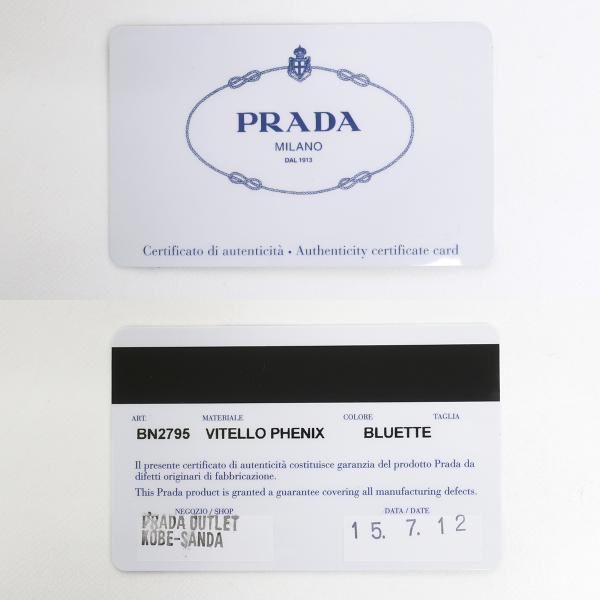 PRADA
MILANO
DAL 1913
Certificato di autenticità • Authenticity certificate card
ART. MATERIALE COLORE TAGLIA
BN2795 VITELLO PHENIX BLUETTE
Il presente certificato di autenticità costituisce garanzia del prodotto Prada da
difetti originari di fabbricazione.
This Prada product is granted a guarantee covering all manufacturing defects.
NEGOZIO / SHOP DATA / DATE
PRADA OUTLET
KOBE-SANDA
15. 7. 12